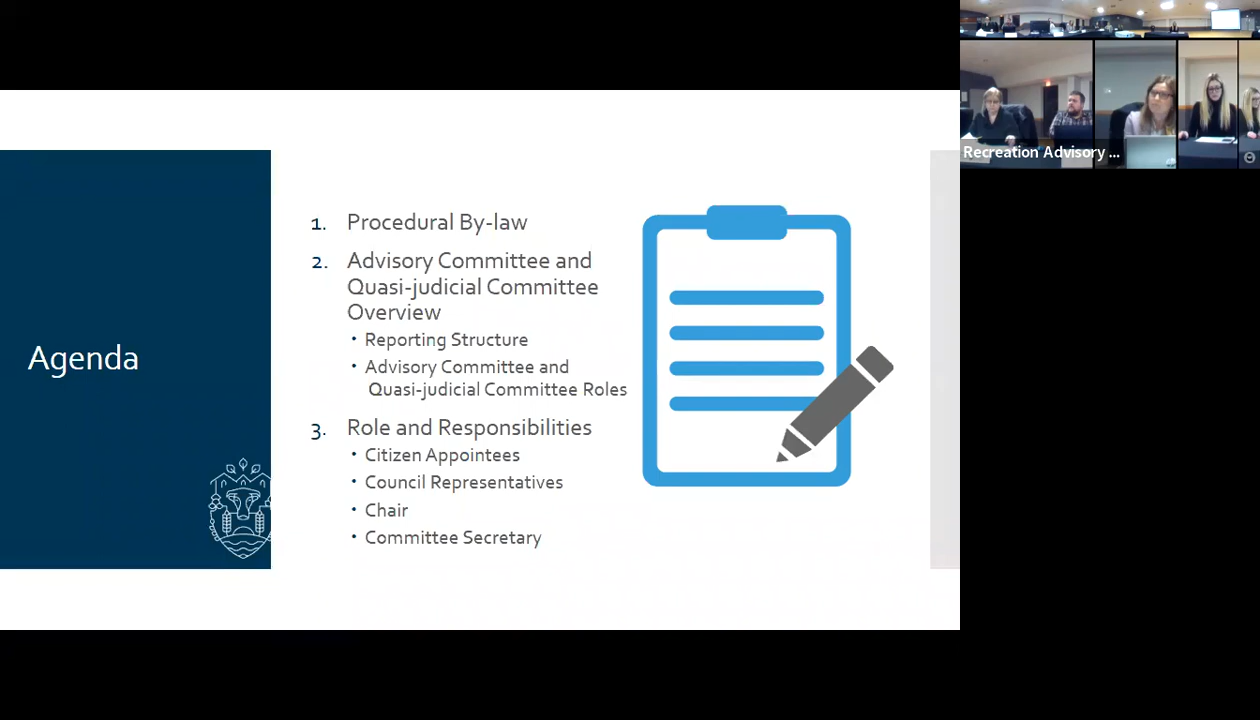 Agenda
1. Procedural By-law
2. Advisory Committee and
Quasi-judicial Committee
Overview
• Reporting Structure
• Advisory Committee and
Quasi-judicial Committee Roles
3. Role and Responsibilities
• Citizen Appointees
• Council Representatives
• Chair
• Committee Secretary
Recreation Advisory ...